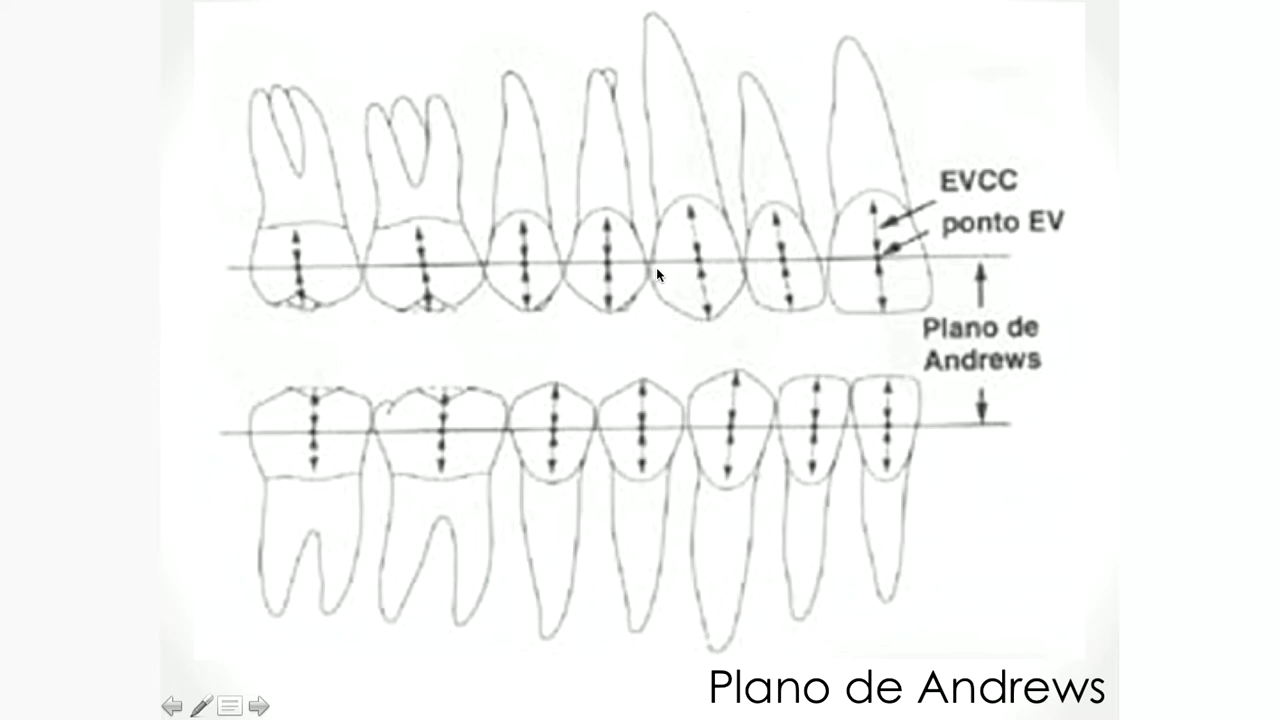 EVCC
ponto EV
Plano de
Andrews
Plano de Andrews